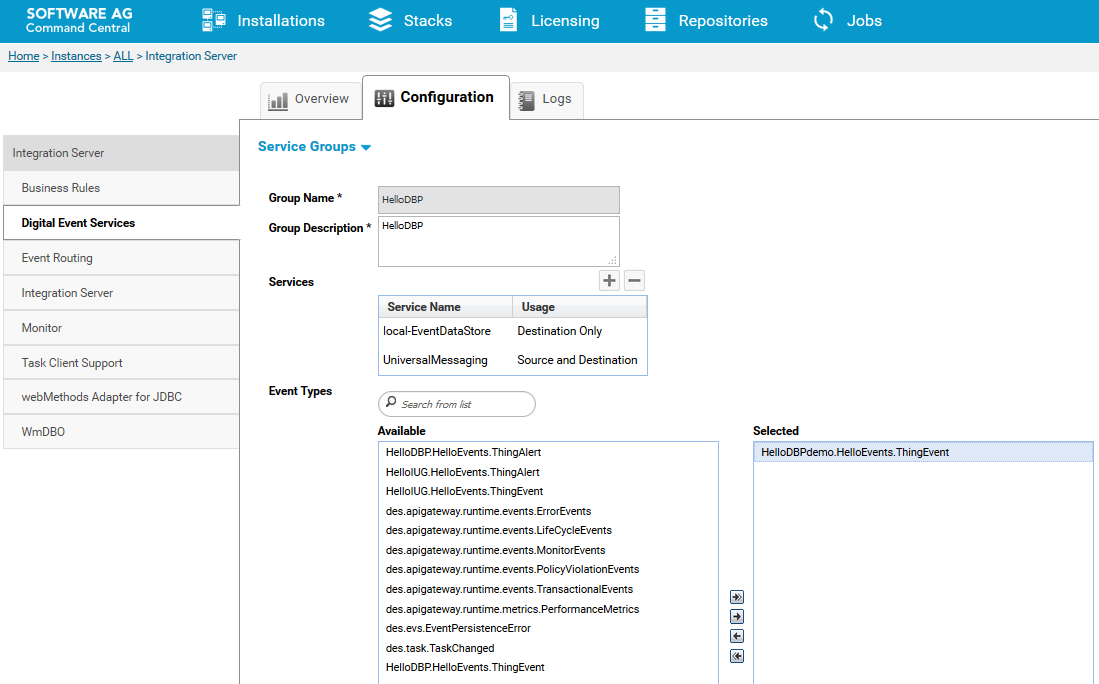 SOFTWARE AG
Command Central
Installations
Stacks
Licensing
Repositories
Jobs
Home > Instances > ALL > Integration Server
Overview
Configuration
Logs
Integration Server
Business Rules
Digital Event Services
Event Routing
Integration Server
Monitor
Task Client Support
webMethods Adapter for JDBC
WmDBO
Service Groups
Group Name * HelloDBP
Group Description * HelloDBP
Services
Service Name Usage
local-EventDataStore Destination Only
UniversalMessaging Source and Destination
Event Types
Search from list
Available
HelloDBP.HelloEvents.ThingAlert
HelloIUG.HelloEvents.ThingAlert
HelloIUG.HelloEvents.ThingEvent
des.apigateway.runtime.events.ErrorEvents
des.apigateway.runtime.events.LifeCycleEvents
des.apigateway.runtime.events.MonitorEvents
des.apigateway.runtime.events.PolicyViolationEvents
des.apigateway.runtime.events.TransactionalEvents
des.apigateway.runtime.metrics.PerformanceMetrics
des.evs.EventPersistenceError
des.task.TaskChanged
HelloDBP.HelloEvents.ThingEvent
Selected
HelloDBPdemo.HelloEvents.ThingEvent